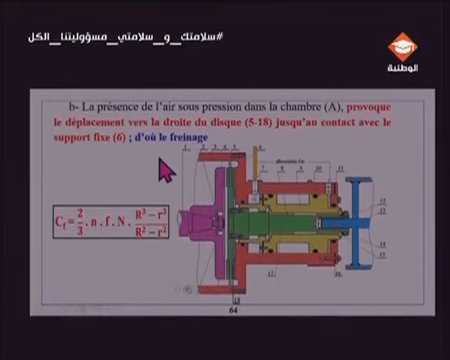 #سلامتك_و_سلامتي_مسؤوليتنا_الكل
الوطنية
b- La présence de l'air sous pression dans la chambre (A), provoque
le déplacement vers la droite du disque (5-18) jusqu'au contact avec le
support fixe (6) ; d'où le freinage
C_f = 2/3 . n . f . N . (R³ – r³)/(R² – r²)
64